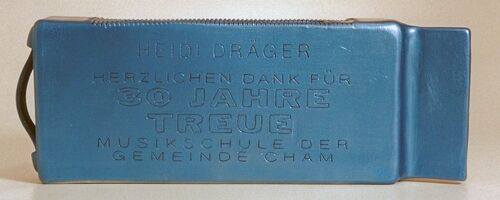 HEIDI DRÄGER
HERZLICHEN DANK FÜR
30 JAHRE
TREUE
MUSIKSCHULE DER
GEMEINDE CHAM